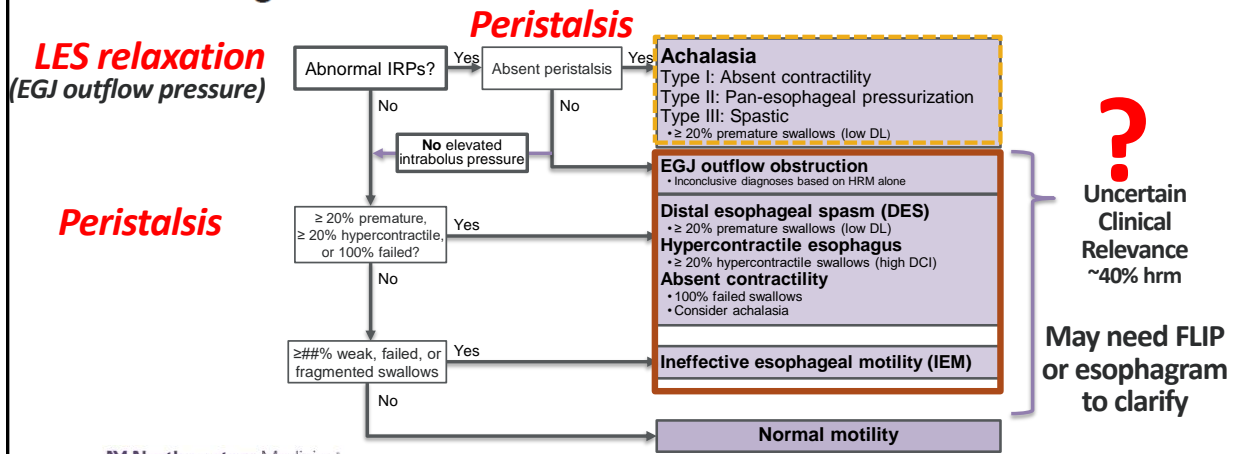 Peristalsis
LES relaxation
(EGJ outflow pressure)
Abnormal IRPs?
Yes
Absent peristalsis
Yes
Achalasia
Type I: Absent contractility
Type II: Pan-esophageal pressurization
Type III: Spastic
• ≥ 20% premature swallows (low DL)
No
No
No elevated
intrabolus pressure
EGJ outflow obstruction
• Inconclusive diagnoses based on HRM alone
?
Uncertain
Clinical
Relevance
~40% hrm
Peristalsis
≥ 20% premature,
≥ 20% hypercontractile,
or 100% failed?
Yes
Distal esophageal spasm (DES)
• ≥ 20% premature swallows (low DL)
Hypercontractile esophagus
• ≥ 20% hypercontractile swallows (high DCI)
Absent contractility
• 100% failed swallows
• Consider achalasia
No
≥##% weak, failed, or
fragmented swallows
Yes
Ineffective esophageal motility (IEM)
May need FLIP
or esophagram
to clarify
No
Normal motility